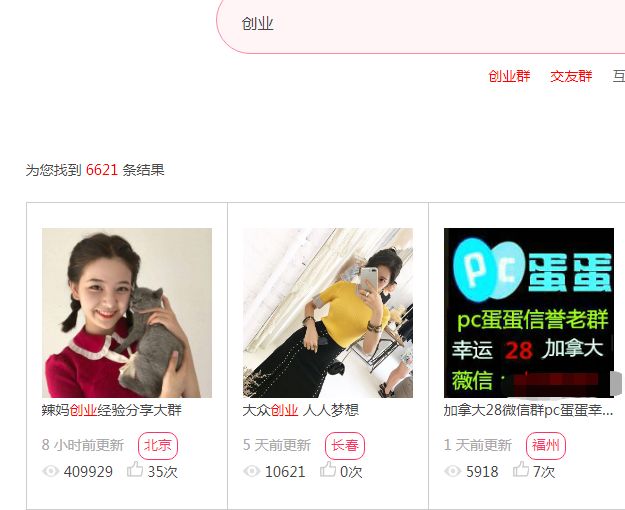 创业
创业群 交友群 互
为您找到 6621 条结果
pc蛋蛋
pc蛋蛋信誉老群
幸运 28 加拿大
微信：
辣妈创业经验分享大群
大众创业 人人梦想
加拿大28微信群pc蛋蛋幸...
8 小时前更新 北京
5 天前更新 长春
1 天前更新 福州
409929 35次
10621 0次
5918 7次